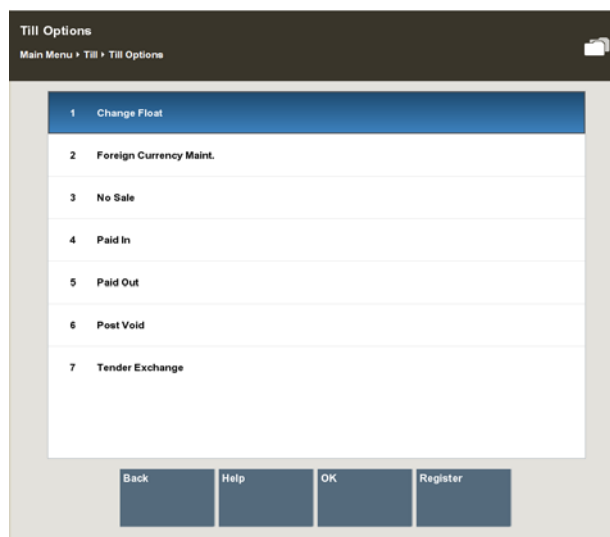 Till Options
Main Menu ▸ Till ▸ Till Options
1 Change Float
2 Foreign Currency Maint.
3 No Sale
4 Paid In
5 Paid Out
6 Post Void
7 Tender Exchange
Back Help OK Register